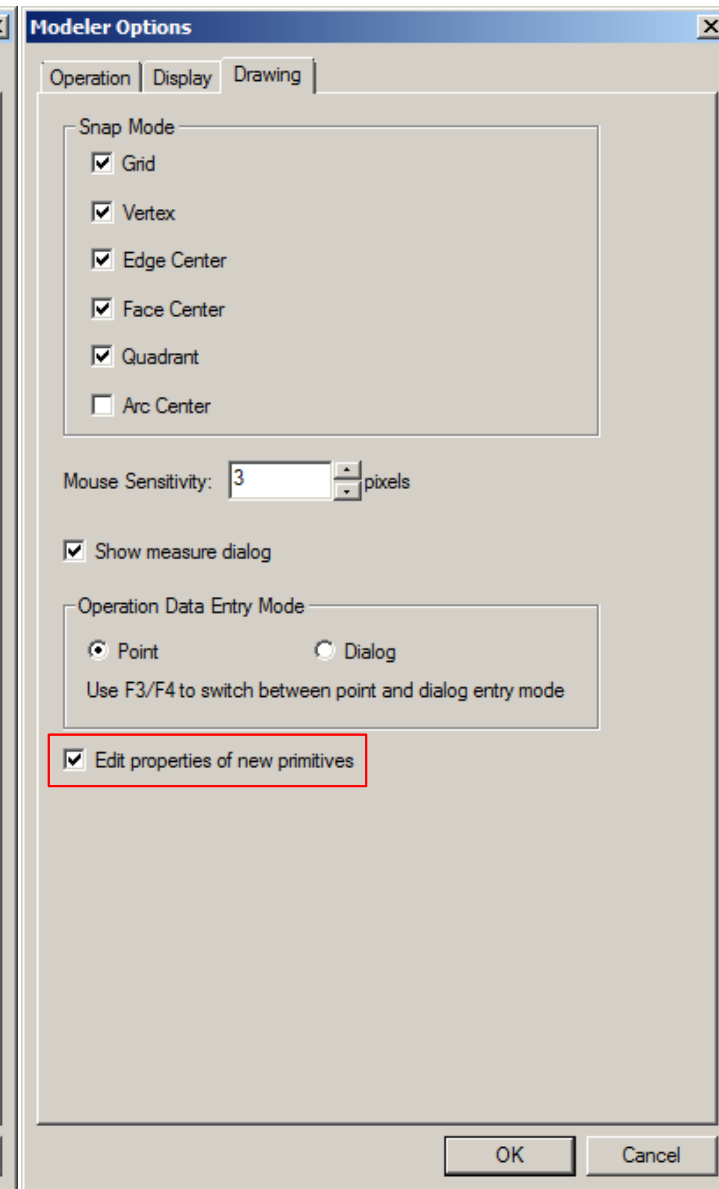 Modeler Options
Operation Display Drawing
Snap Mode
Grid
Vertex
Edge Center
Face Center
Quadrant
Arc Center
Mouse Sensitivity: 3 pixels
Show measure dialog
Operation Data Entry Mode
Point Dialog
Use F3/F4 to switch between point and dialog entry mode
Edit properties of new primitives
OK Cancel